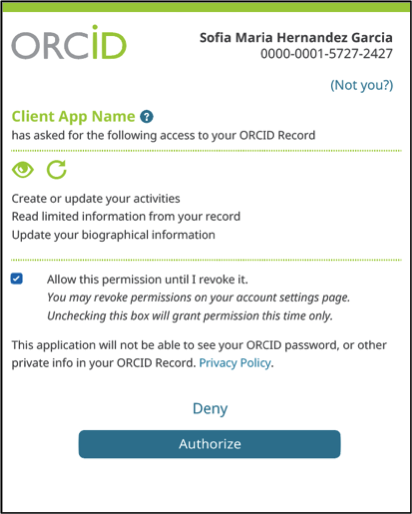 ORCID
Sofia Maria Hernandez Garcia
0000-0001-5727-2427
(Not you?)
Client App Name ?
has asked for the following access to your ORCID Record
Create or update your activities
Read limited information from your record
Update your biographical information
Allow this permission until I revoke it.
You may revoke permissions on your account settings page.
Unchecking this box will grant permission this time only.
This application will not be able to see your ORCID password, or other
private info in your ORCID Record. Privacy Policy.
Deny
Authorize